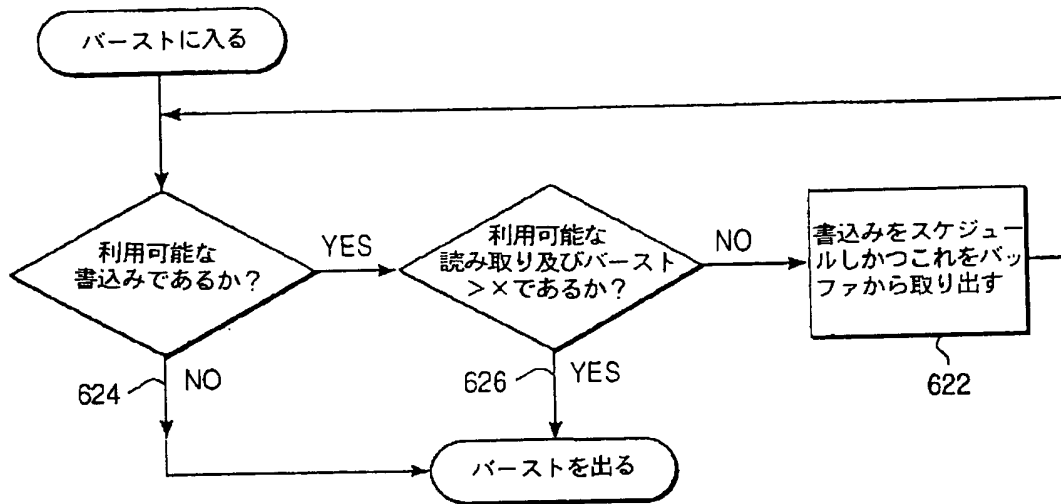 バーストに入る
利用可能な
書込みであるか？
YES
利用可能な
読み取り及びバースト
＞×であるか？
NO
書込みをスケジュー
ルしかつこれをバッ
ファから取り出す
624
NO
626
YES
622
バーストを出る